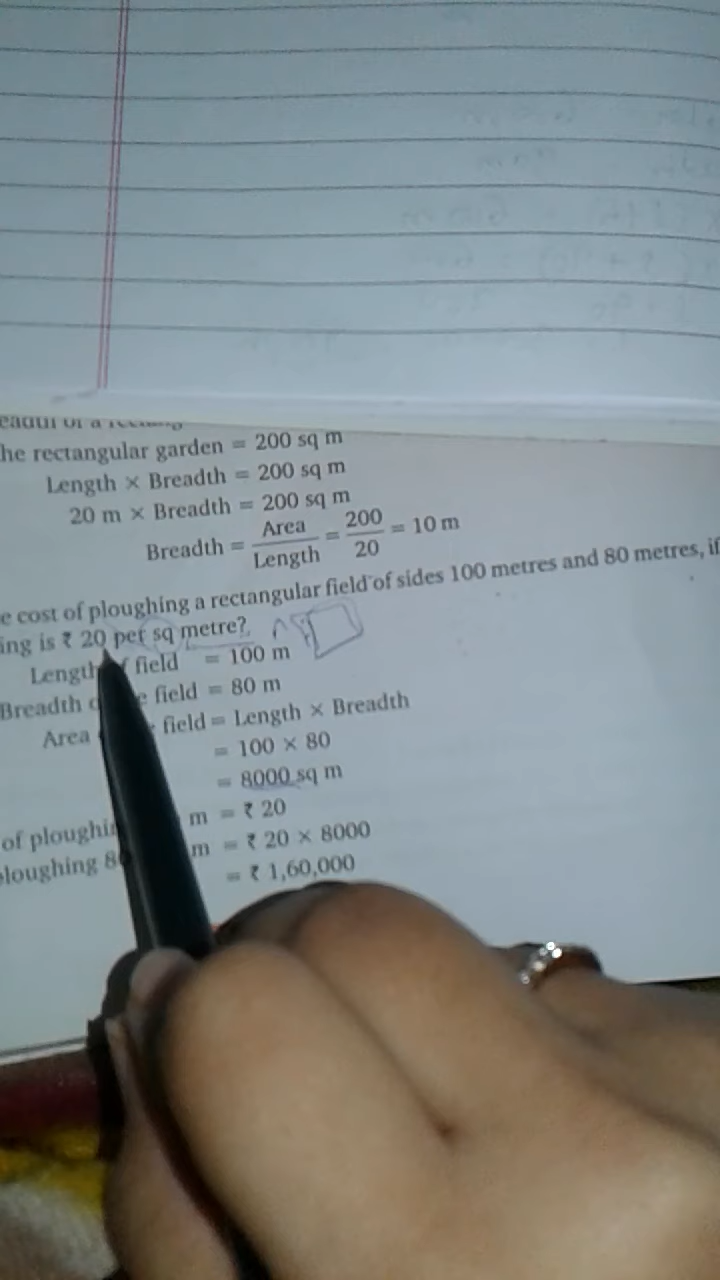 he rectangular garden = 200 sq m
Length × Breadth = 200 sq m
20 m × Breadth = 200 sq m
Breadth = Area / Length = 200 / 20 = 10 m
e cost of ploughing a rectangular field of sides 100 metres and 80 metres, if
ing is ₹ 20 per sq metre?
Length f field = 100 m
Breadth o e field = 80 m
Area field = Length × Breadth
= 100 × 80
= 8000 sq m
of ploughi m = ₹ 20
loughing 8 m = ₹ 20 × 8000
= ₹ 1,60,000